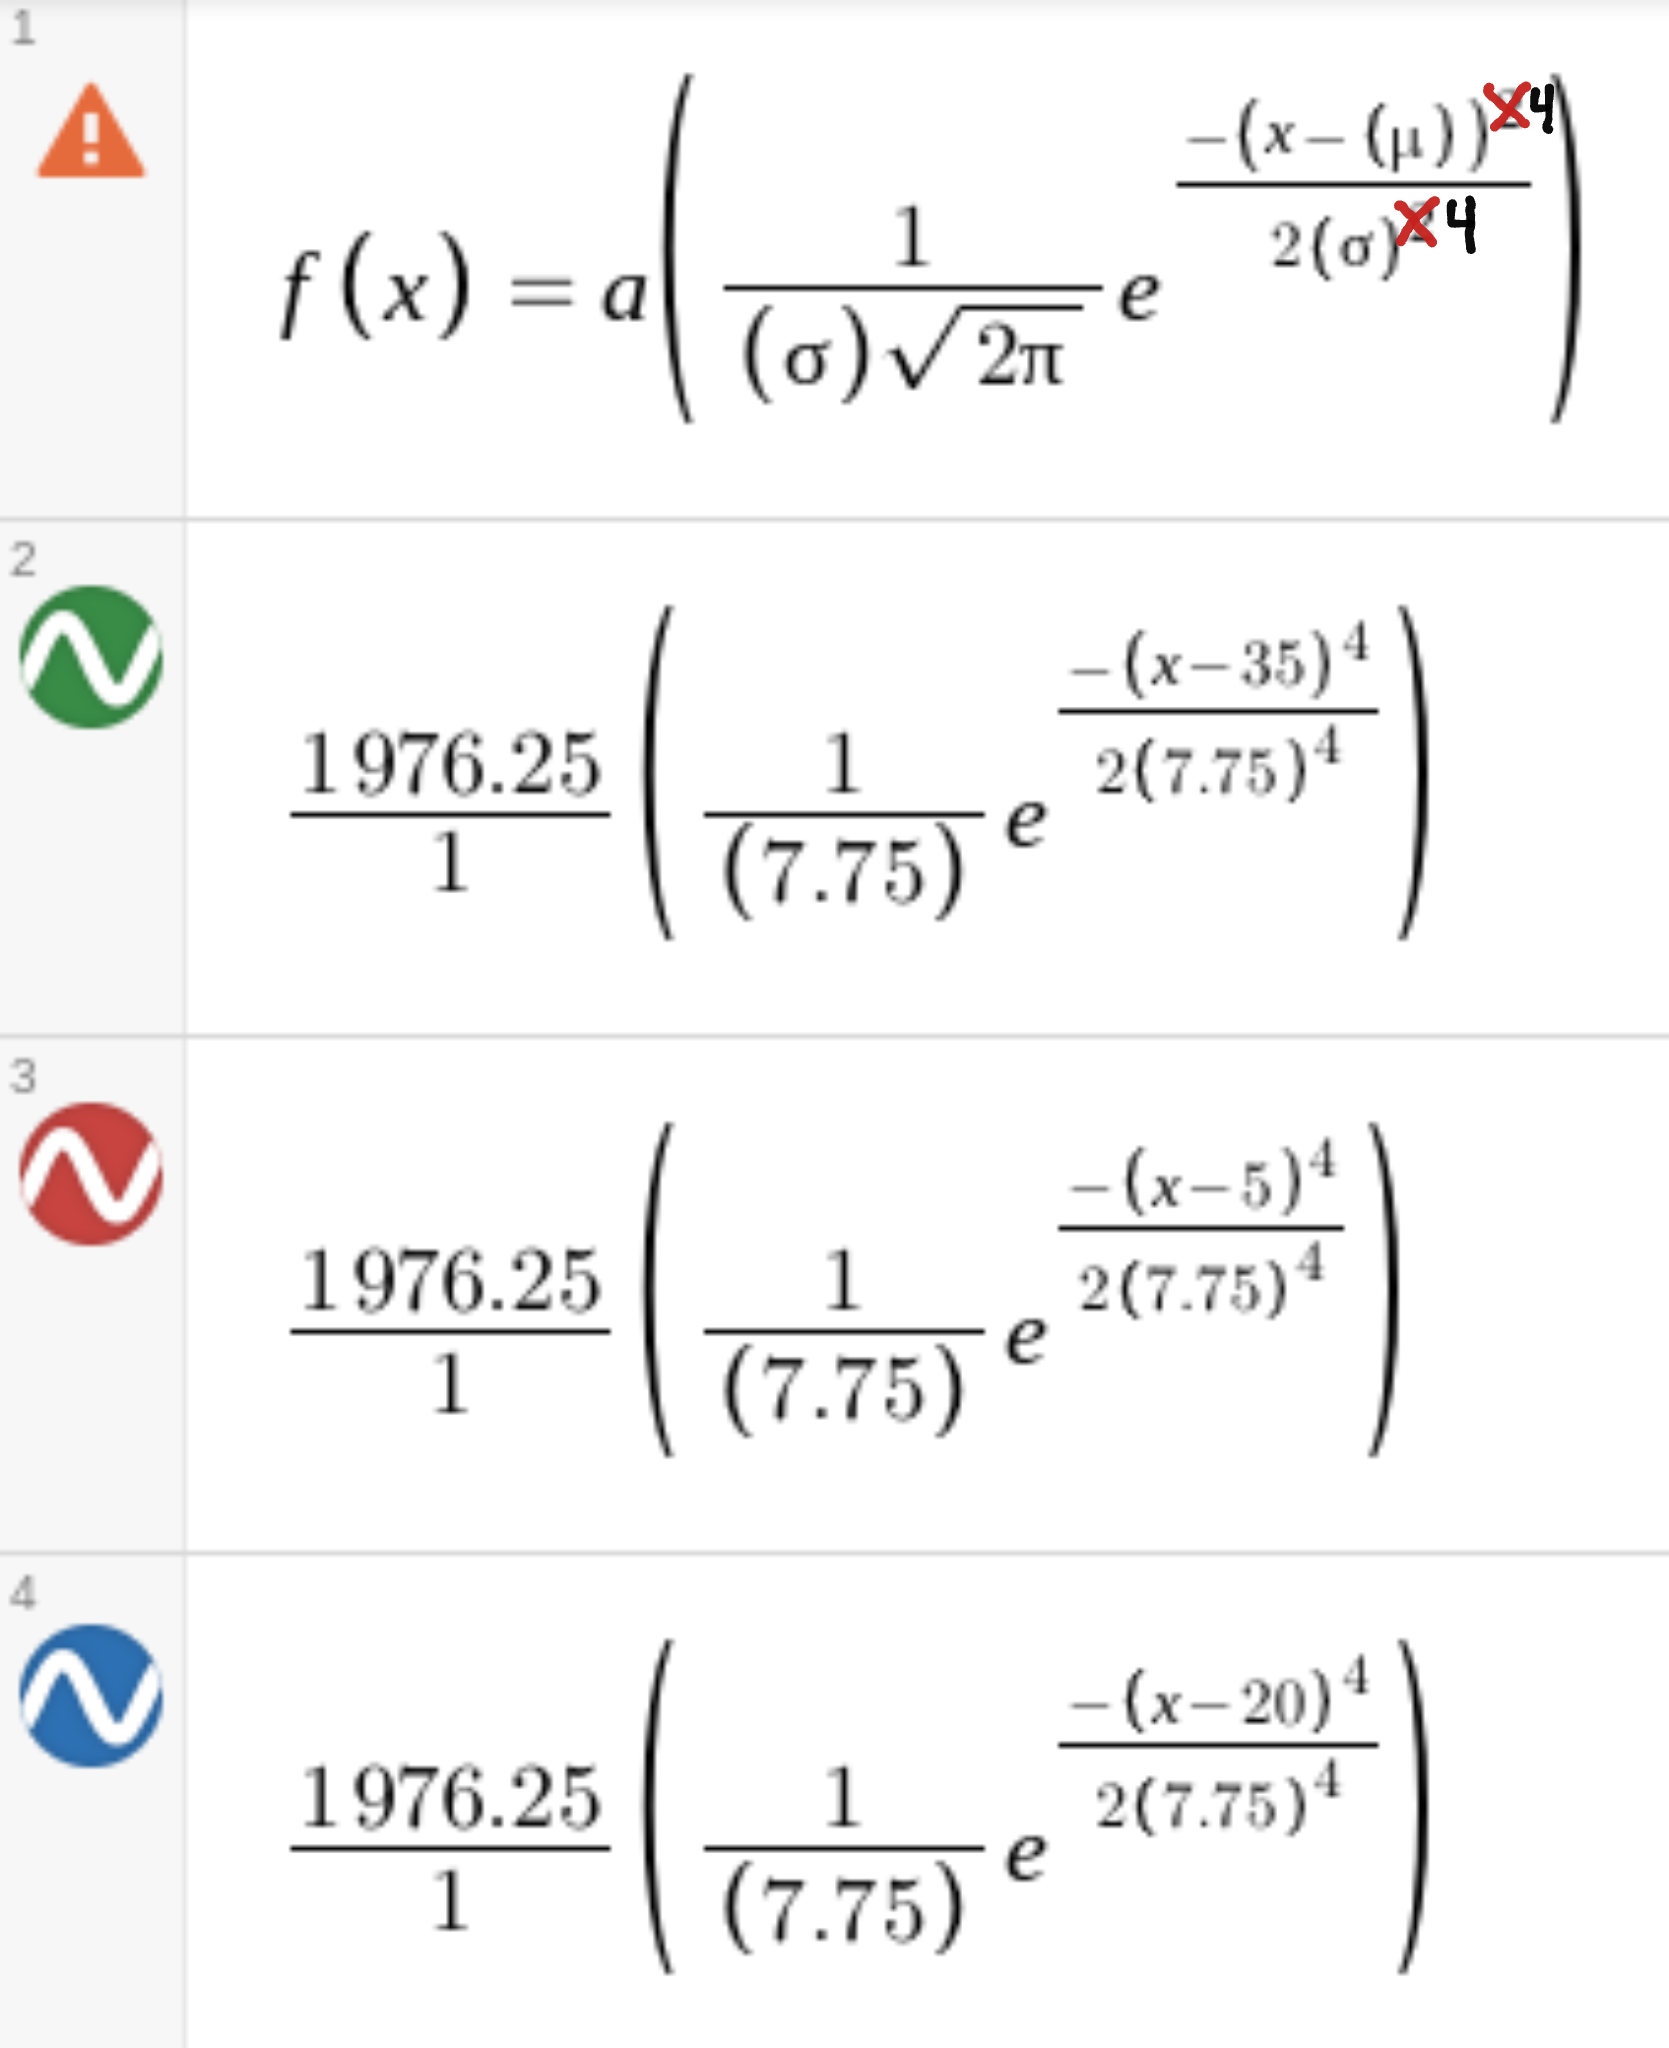 1
f(x) = a(1/((σ)√2π) e^(-(x-(μ))^4/(2(σ)^4)))
2
1976.25/1 (1/(7.75) e^(-(x-35)^4/(2(7.75)^4)))
3
1976.25/1 (1/(7.75) e^(-(x-5)^4/(2(7.75)^4)))
4
1976.25/1 (1/(7.75) e^(-(x-20)^4/(2(7.75)^4)))